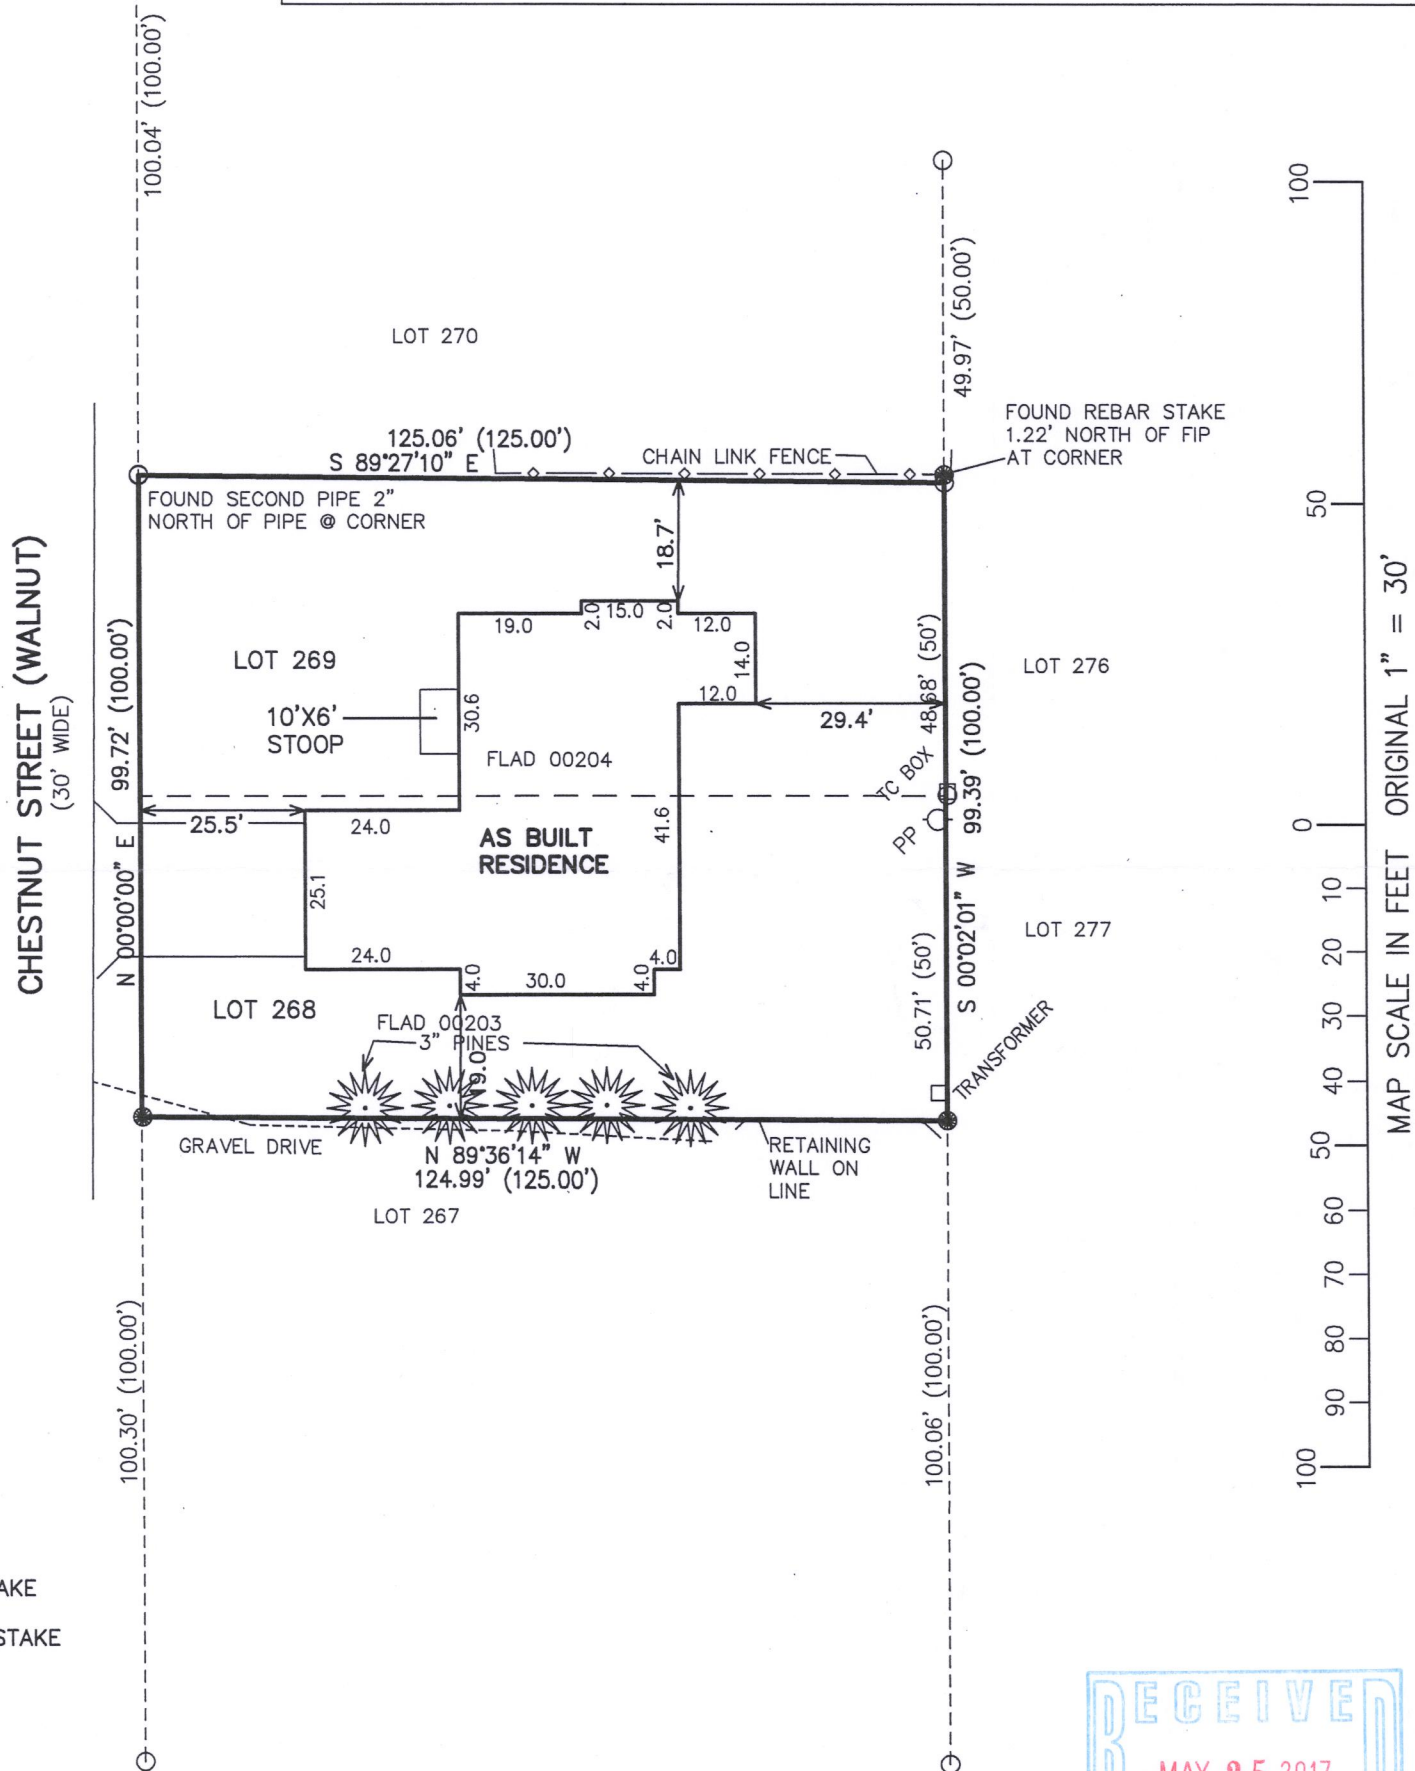 100.04' (100.00')
49.97' (50.00')
LOT 270
FOUND REBAR STAKE
1.22' NORTH OF FIP
AT CORNER
125.06' (125.00')
S 89°27'10" E
CHAIN LINK FENCE
FOUND SECOND PIPE 2"
NORTH OF PIPE @ CORNER
CHESTNUT STREET (WALNUT)
(30' WIDE)
N 00°00'00" E 99.72' (100.00')
18.7'
19.0
2.0
15.0
2.0
12.0
14.0
12.0
LOT 269
10'X6'
STOOP
30.6
FLAD 00204
29.4'
48.68' (50')
LOT 276
TC BOX
PP
S 00°02'01" W 99.39' (100.00')
25.5'
24.0
AS BUILT
RESIDENCE
41.6
25.1
24.0
4.0
30.0
4.0
4.0
LOT 277
50.71' (50')
LOT 268
FLAD 00203
3" PINES
19.0'
TRANSFORMER
GRAVEL DRIVE
N 89°36'14" W
124.99' (125.00')
RETAINING
WALL ON
LINE
LOT 267
100.30' (100.00')
100.06' (100.00')
100
50
0
10
20
30
40
50
60
70
80
90
100
MAP SCALE IN FEET ORIGINAL 1" = 30'
AKE
STAKE
RECEIVED
MAY 25 2017